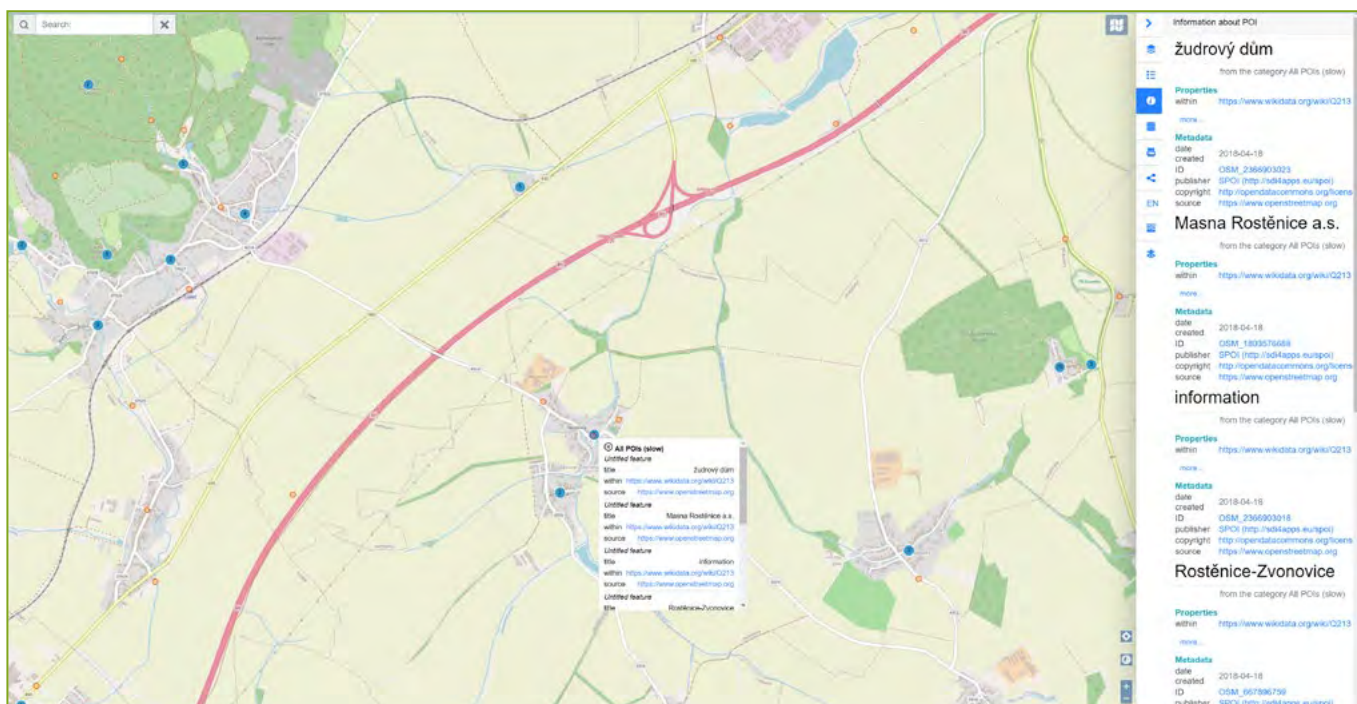 Search:
Information about POI
žudrový dům
from the category All POIs (slow)
Properties
within https://www.wikidata.org/wiki/Q213
more...
Metadata
date created 2018-04-18
ID OSM_2366903023
publisher SPOI (http://sdi4apps.eu/spoi)
copyright http://opendatacommons.org/licens
source https://www.openstreetmap.org
EN
Masna Rostěnice a.s.
from the category All POIs (slow)
Properties
within https://www.wikidata.org/wiki/Q213
more...
Metadata
date created 2018-04-18
publisher SPOI (http://sdi4apps.eu/spoi)
copyright http://opendatacommons.org/licens
source https://www.openstreetmap.org
information
from the category All POIs (slow)
Properties
within https://www.wikidata.org/wiki/Q213
more...
Metadata
date created 2018-04-18
ID OSM_2366903018
publisher SPOI (http://sdi4apps.eu/spoi)
copyright http://opendatacommons.org/licens
source https://www.openstreetmap.org
Rostěnice-Zvonovice
from the category All POIs (slow)
Properties
within https://www.wikidata.org/wiki/Q213
more...
Metadata
date created 2018-04-18
ID OSM_667896759
publisher SPOI (http://sdi4apps.eu/spoi)
All POIs (slow)
Untitled feature
title žudrový dům
within https://www.wikidata.org/wiki/Q213
source https://www.openstreetmap.org
Untitled feature
title Masna Rostěnice a.s.
within https://www.wikidata.org/wiki/Q213
source https://www.openstreetmap.org
Untitled feature
title information
within https://www.wikidata.org/wiki/Q213
source https://www.openstreetmap.org
Untitled feature
title Rostěnice-Zvonovice